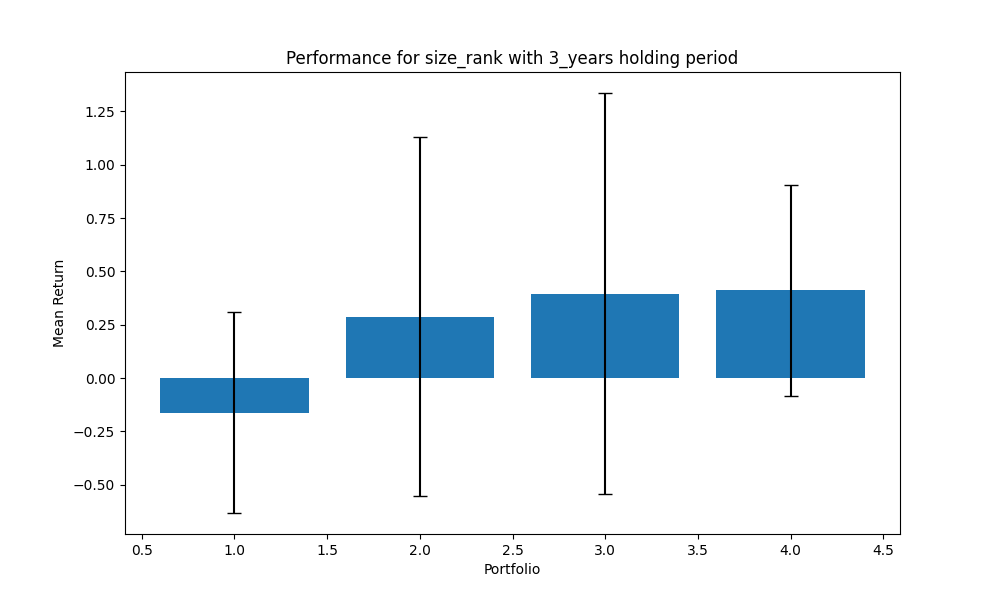 Performance for size_rank with 3_years holding period
Mean Return
1.25
1.00
0.75
0.50
0.25
0.00
−0.25
−0.50
0.5 1.0 1.5 2.0 2.5 3.0 3.5 4.0 4.5
Portfolio